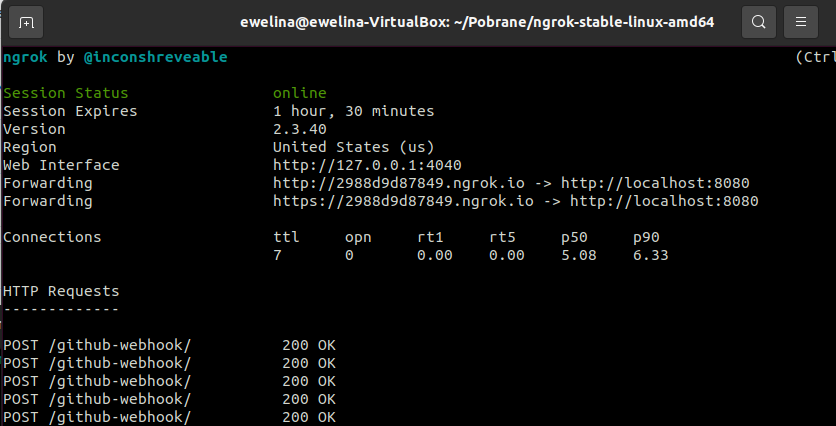 ewelina@ewelina-VirtualBox: ~/Pobrane/ngrok-stable-linux-amd64
ngrok by @inconshreveable (Ctrl
Session Status online
Session Expires 1 hour, 30 minutes
Version 2.3.40
Region United States (us)
Web Interface http://127.0.0.1:4040
Forwarding http://2988d9d87849.ngrok.io -> http://localhost:8080
Forwarding https://2988d9d87849.ngrok.io -> http://localhost:8080
Connections ttl opn rt1 rt5 p50 p90
7 0 0.00 0.00 5.08 6.33
HTTP Requests
-------------
POST /github-webhook/ 200 OK
POST /github-webhook/ 200 OK
POST /github-webhook/ 200 OK
POST /github-webhook/ 200 OK
POST /github-webhook/ 200 OK